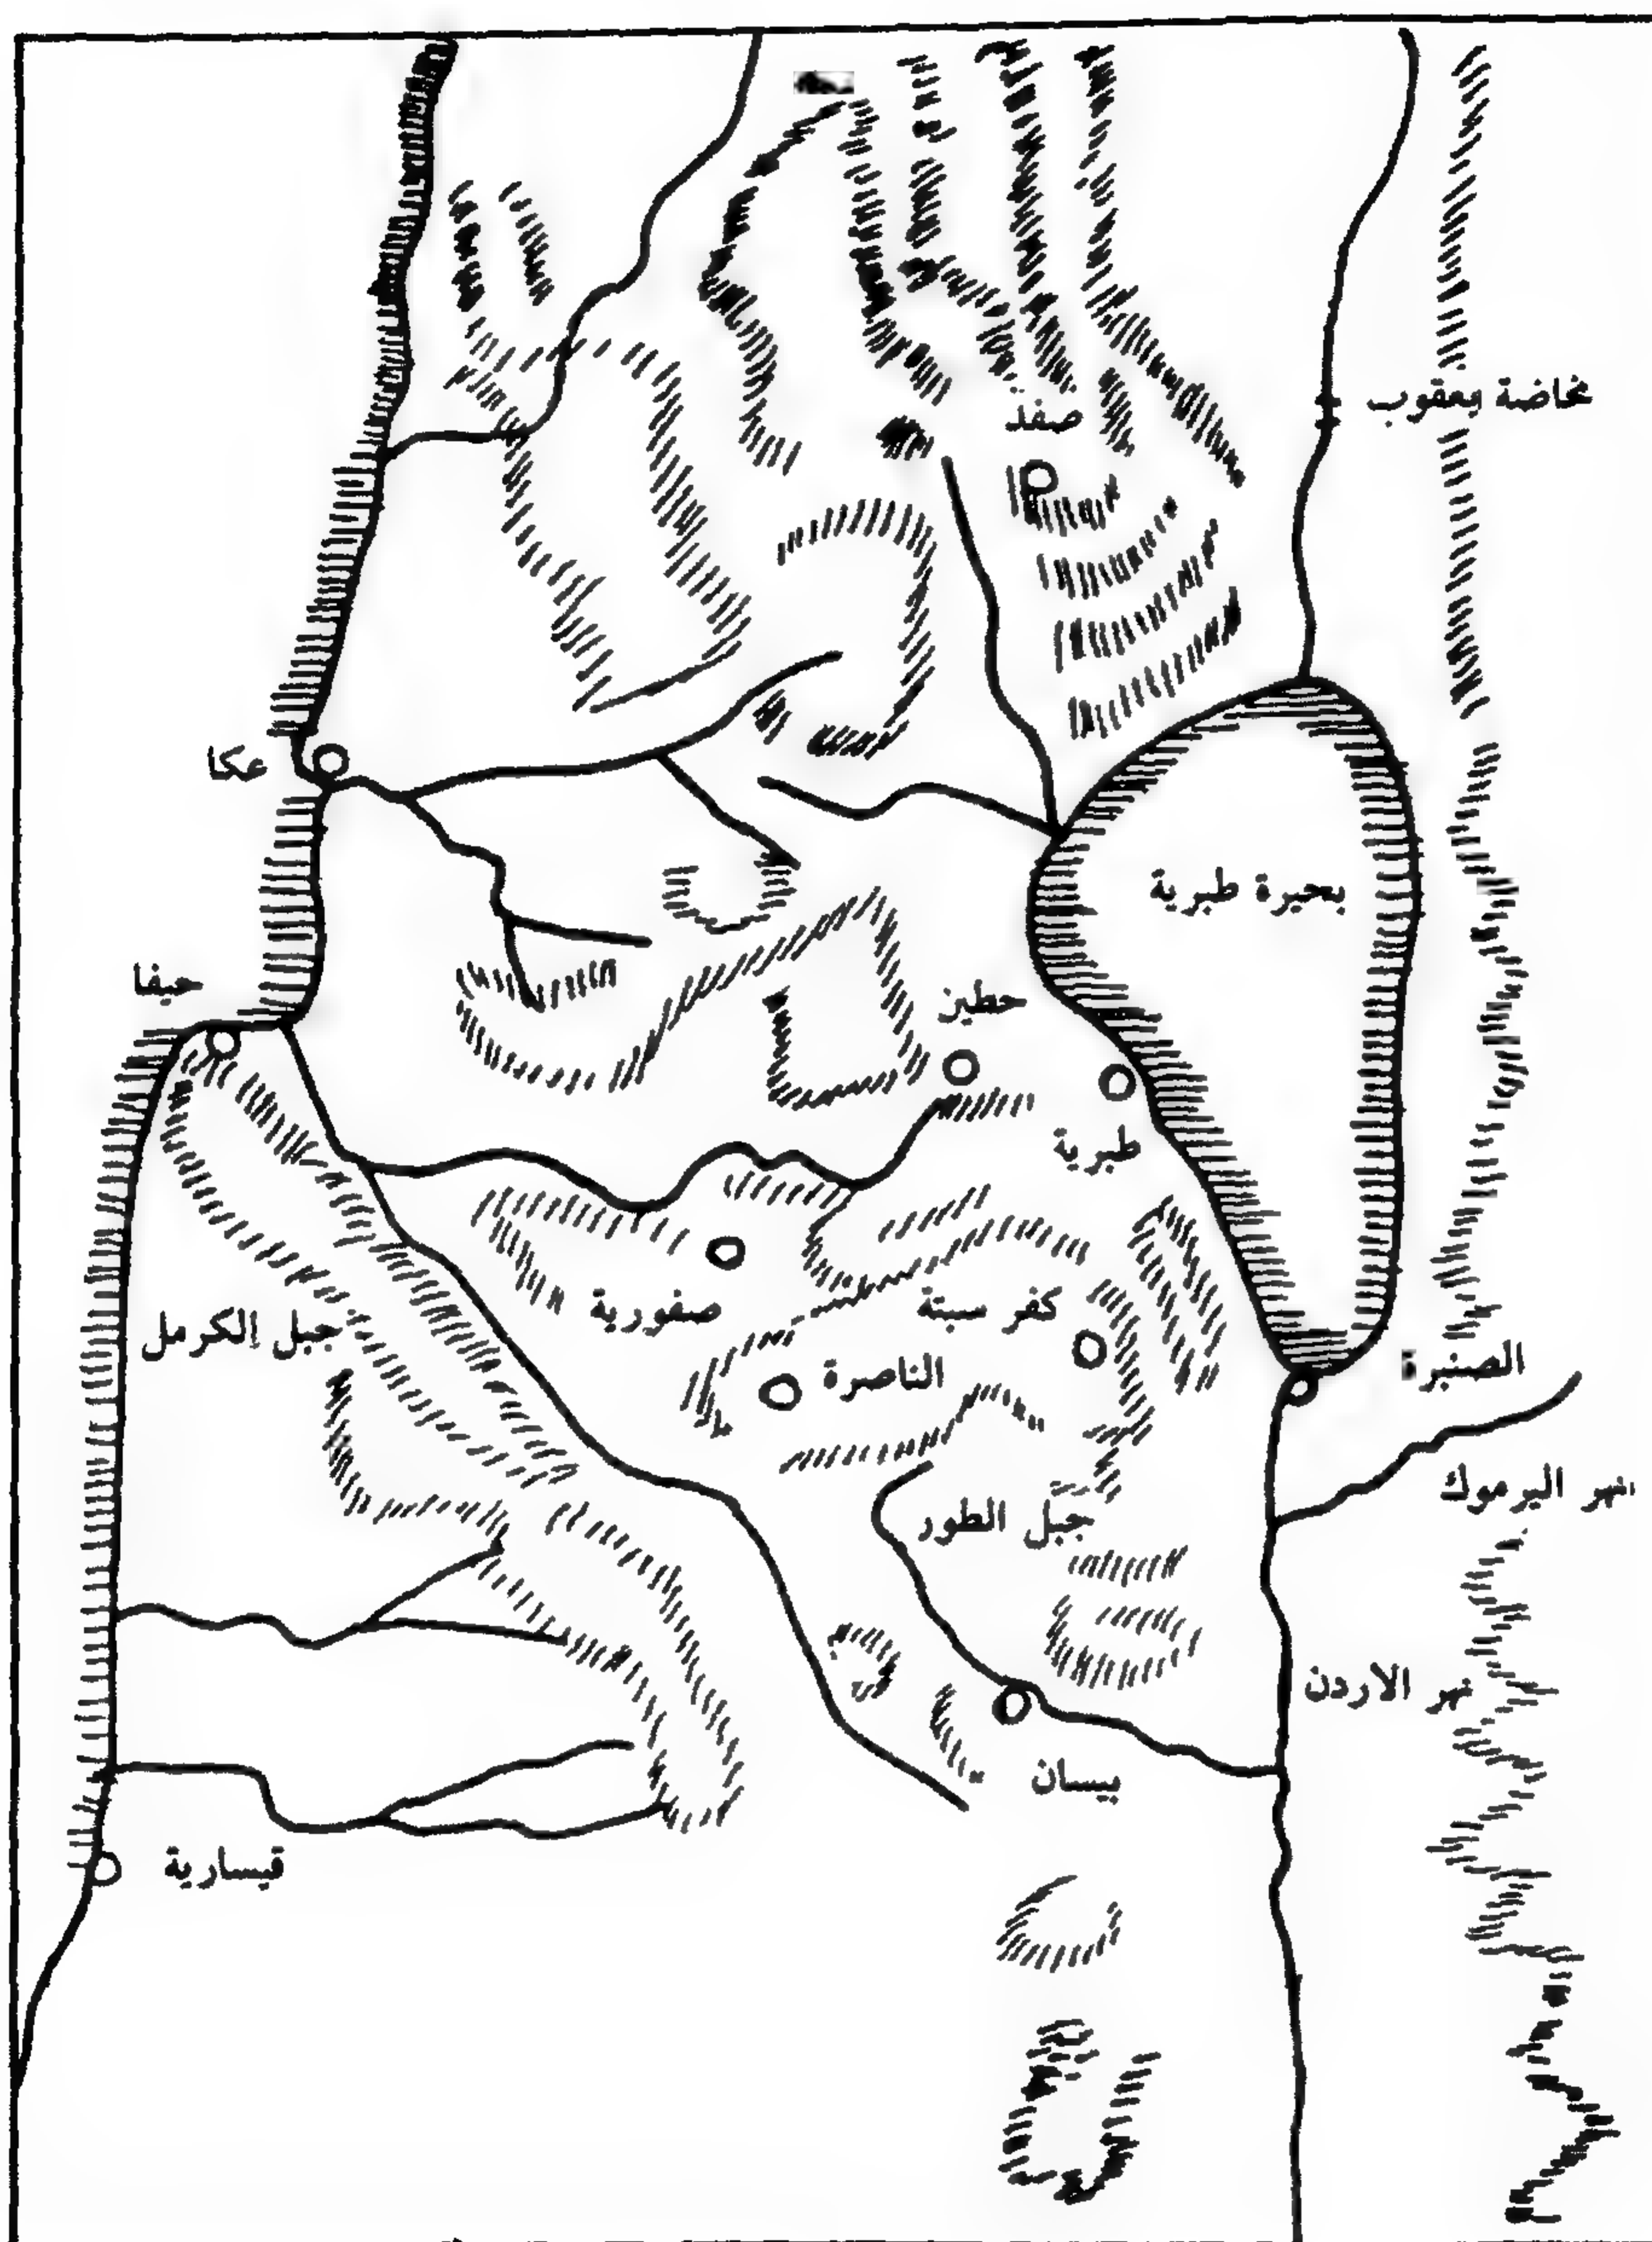 صفد
مخاضة يعقوب
عكا
بحيرة طبرية
حيفا
حطين
طبرية
صفورية
كفر سبتة
جبل الكرمل
الناصرة
الصنبرة
نهر اليرموك
جبل الطور
نهر الاردن
بيسان
قيسارية